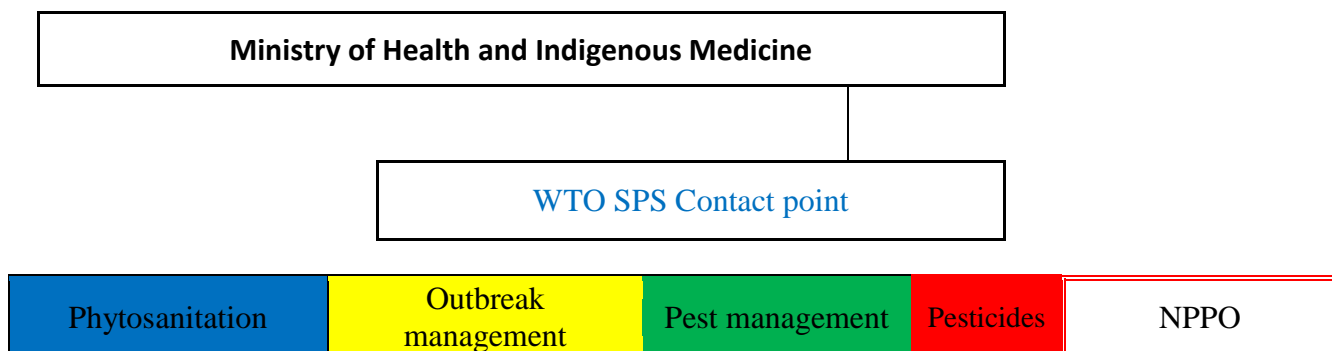 Ministry of Health and Indigenous Medicine
WTO SPS Contact point
Phytosanitation
Outbreak
management
Pest management
Pesticides
NPPO